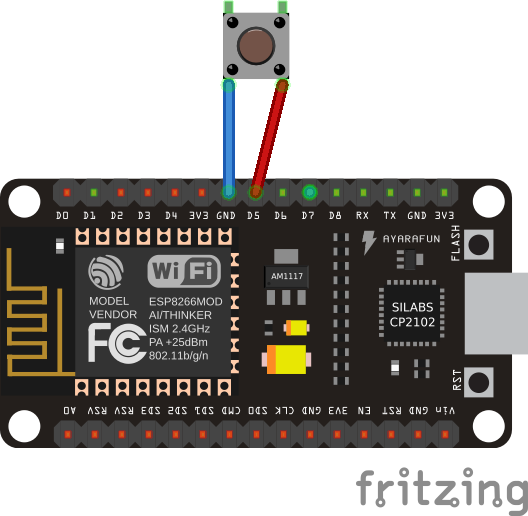 D0 D1 D2 D3 D4 3V3 GND D5 D6 D7 D8 RX TX GND 3V3
AYARAFUN
FLASH
WiFi
AM1117
MODEL
VENDOR
ESP8266MOD
AI/THINKER
ISM 2.4GHz
PA +25dBm
802.11b/g/n
FC
SILABS
CP2102
RST
A0 RSV RSV SD3 SD2 SD1 CMD SD0 CLK GND 3V3 EN RST GND Vin
fritzing